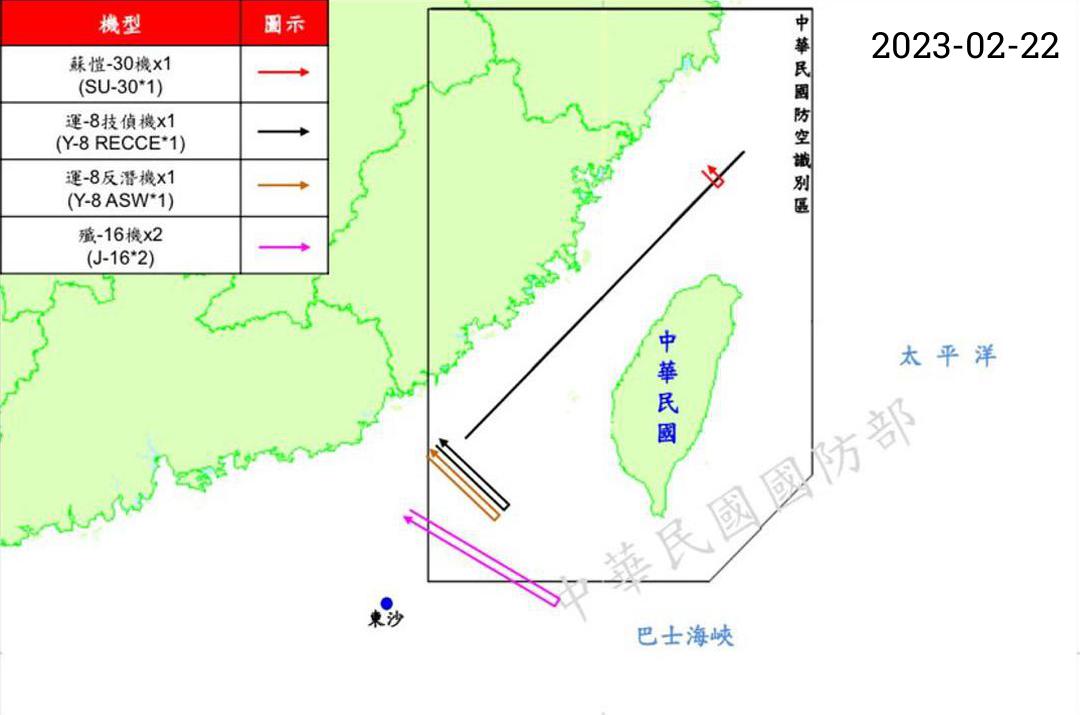 機型
圖示
蘇愷-30機x1
(SU-30*1)
運-8技偵機x1
(Y-8 RECCE*1)
運-8反潛機x1
(Y-8 ASW*1)
殲-16機x2
(J-16*2)
中華民國防空識別區
2023-02-22
中華民國
太平洋
中華民國國防部
東沙
巴士海峽